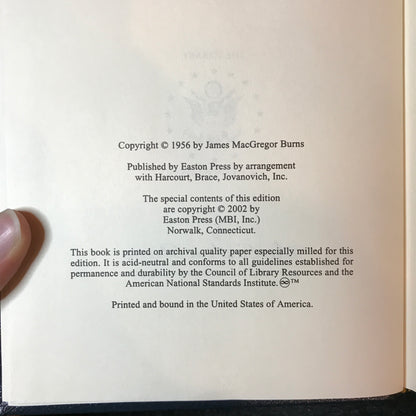 Copyright © 1956 by James MacGregor Burns
Published by Easton Press by arrangement
with Harcourt, Brace, Jovanovich, Inc.
The special contents of this edition
are copyright © 2002 by
Easton Press (MBI, Inc.)
Norwalk, Connecticut.
This book is printed on archival quality paper especially milled for this
edition. It is acid-neutral and conforms to all guidelines established for
permanence and durability by the Council of Library Resources and the
American National Standards Institute. ♾™
Printed and bound in the United States of America.